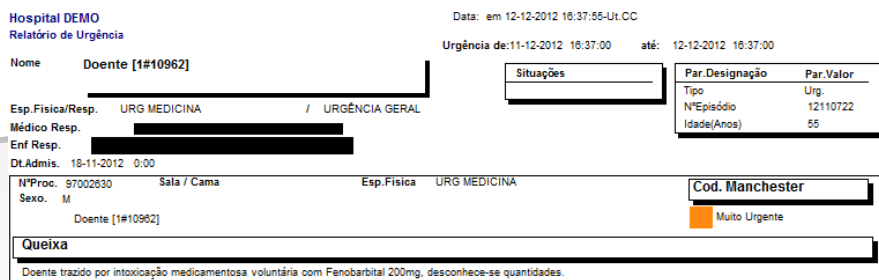 Hospital DEMO
Data: em 12-12-2012 16:37:55-Ut.CC
Relatório de Urgência
Urgência de:11-12-2012 16:37:00 até: 12-12-2012 16:37:00
Nome Doente [1#10962]
Situações
Par.Designação Par.Valor
Tipo Urg.
NºEpisódio 12110722
Idade(Anos) 55
Esp.Fisica/Resp. URG MEDICINA / URGÊNCIA GERAL
Médico Resp.
Enf Resp.
Dt.Admis. 18-11-2012 0:00
NºProc. 97002630 Sala / Cama Esp.Fisica URG MEDICINA
Sexo. M
Cod. Manchester
Doente [1#10962]
Muito Urgente
Queixa
Doente trazido por intoxicação medicamentosa voluntária com Fenobarbital 200mg, desconhece-se quantidades.